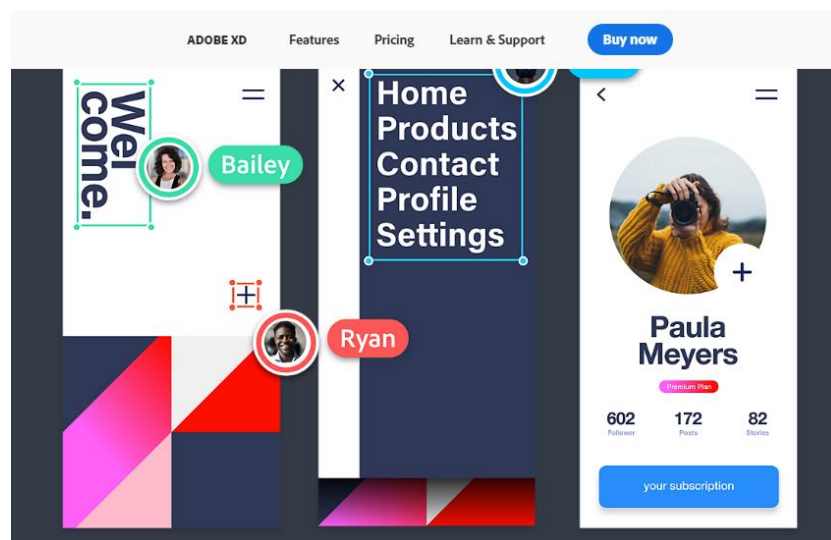 ADOBE XD Features Pricing Learn & Support Buy now
Wel
come.
Bailey
Ryan
Home
Products
Contact
Profile
Settings
Paula
Meyers
Premium Plan
602 172 82
Follower Posts Stories
your subscription